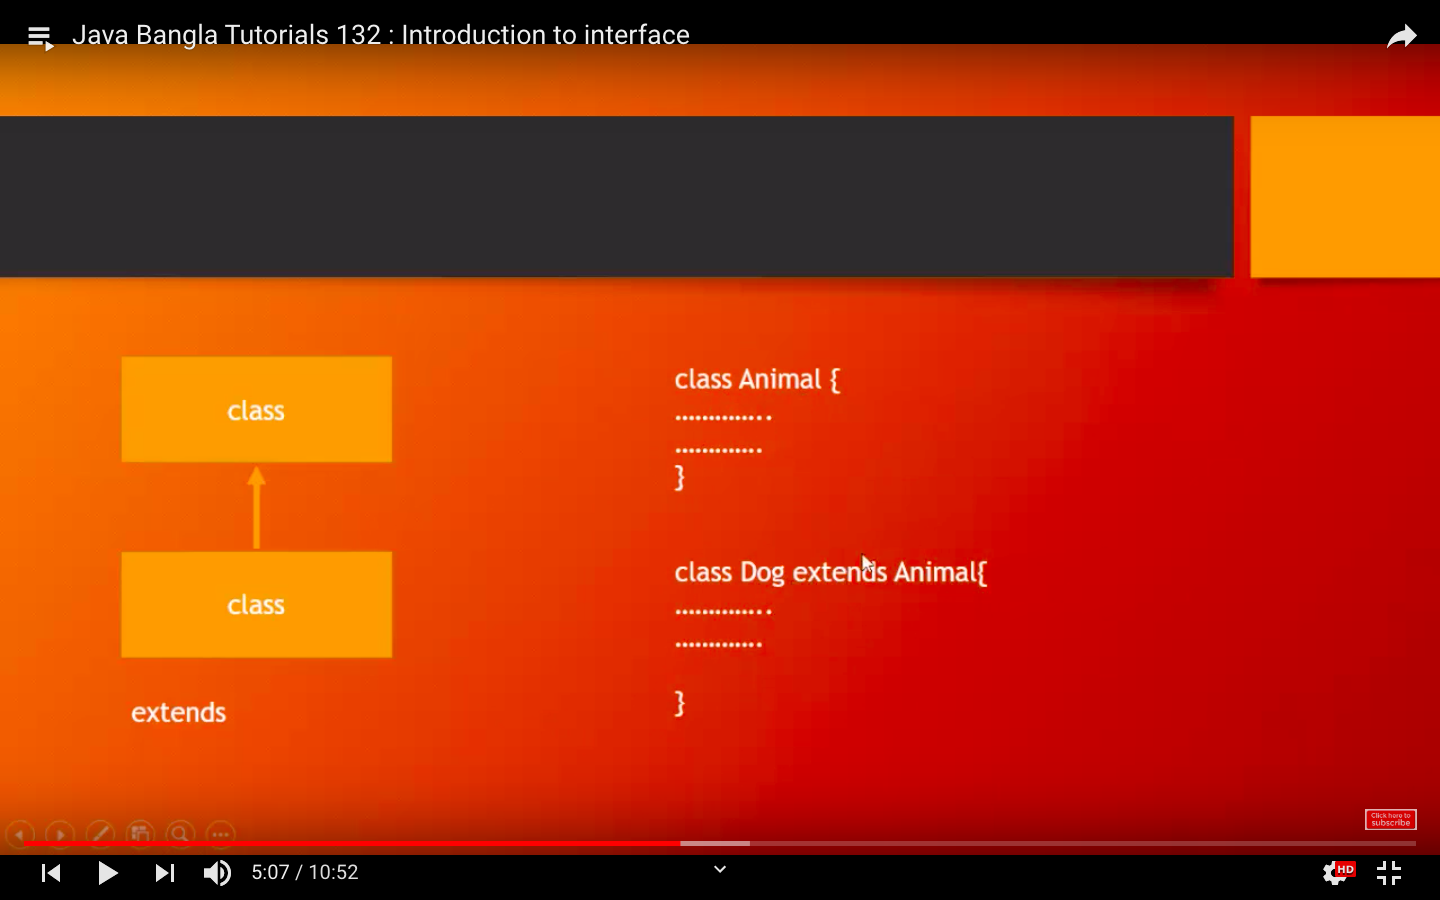 Java Bangla Tutorials 132 : Introduction to interface
class
class
extends
class Animal {
..............
.............
}
class Dog extends Animal{
..............
.............
}
Click here to
subscribe
5:07 / 10:52
HD